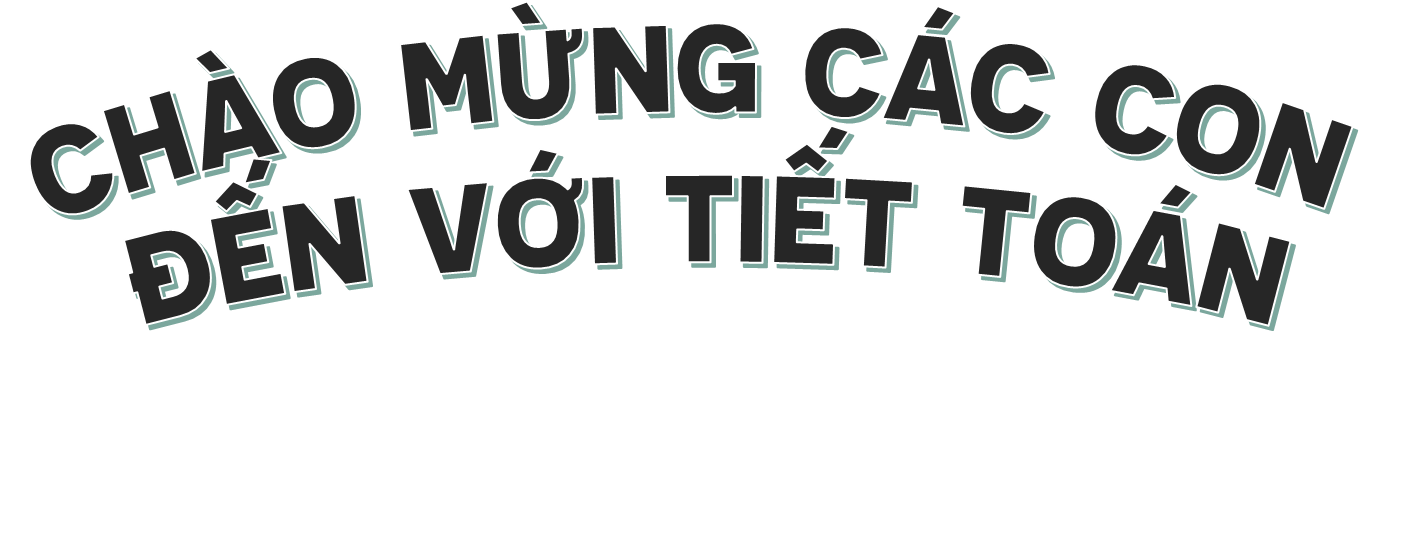 CHÀO MỪNG CÁC CON
ĐẾN VỚI TIẾT TOÁN